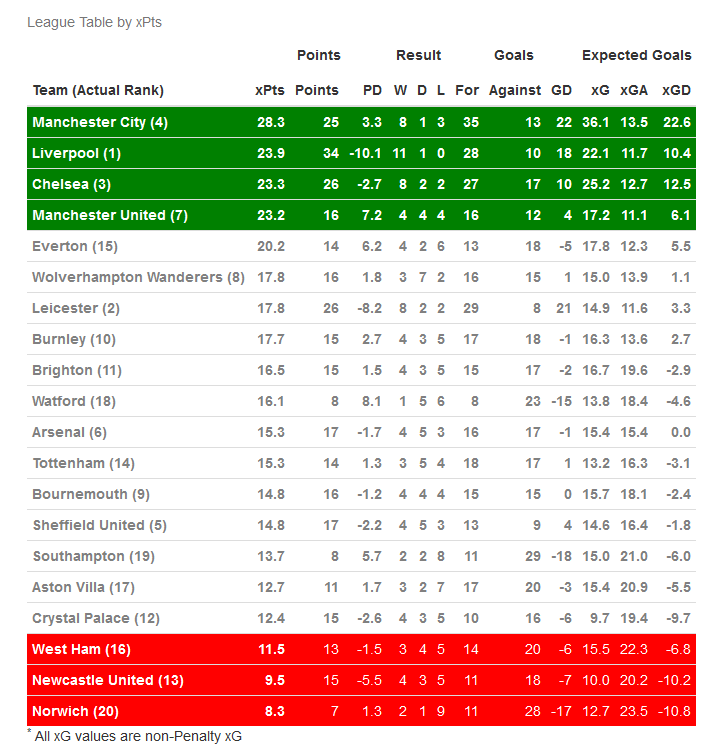 League Table by xPts
Points Result Goals Expected Goals
Team (Actual Rank) xPts Points PD W D L For Against GD xG xGA xGD
Manchester City (4) 28.3 25 3.3 8 1 3 35 13 22 36.1 13.5 22.6
Liverpool (1) 23.9 34 -10.1 11 1 0 28 10 18 22.1 11.7 10.4
Chelsea (3) 23.3 26 -2.7 8 2 2 27 17 10 25.2 12.7 12.5
Manchester United (7) 23.2 16 7.2 4 4 4 16 12 4 17.2 11.1 6.1
Everton (15) 20.2 14 6.2 4 2 6 13 18 -5 17.8 12.3 5.5
Wolverhampton Wanderers (8) 17.8 16 1.8 3 7 2 16 15 1 15.0 13.9 1.1
Leicester (2) 17.8 26 -8.2 8 2 2 29 8 21 14.9 11.6 3.3
Burnley (10) 17.7 15 2.7 4 3 5 17 18 -1 16.3 13.6 2.7
Brighton (11) 16.5 15 1.5 4 3 5 15 17 -2 16.7 19.6 -2.9
Watford (18) 16.1 8 8.1 1 5 6 8 23 -15 13.8 18.4 -4.6
Arsenal (6) 15.3 17 -1.7 4 5 3 16 17 -1 15.4 15.4 0.0
Tottenham (14) 15.3 14 1.3 3 5 4 18 17 1 13.2 16.3 -3.1
Bournemouth (9) 14.8 16 -1.2 4 4 4 15 15 0 15.7 18.1 -2.4
Sheffield United (5) 14.8 17 -2.2 4 5 3 13 9 4 14.6 16.4 -1.8
Southampton (19) 13.7 8 5.7 2 2 8 11 29 -18 15.0 21.0 -6.0
Aston Villa (17) 12.7 11 1.7 3 2 7 17 20 -3 15.4 20.9 -5.5
Crystal Palace (12) 12.4 15 -2.6 4 3 5 10 16 -6 9.7 19.4 -9.7
West Ham (16) 11.5 13 -1.5 3 4 5 14 20 -6 15.5 22.3 -6.8
Newcastle United (13) 9.5 15 -5.5 4 3 5 11 18 -7 10.0 20.2 -10.2
Norwich (20) 8.3 7 1.3 2 1 9 11 28 -17 12.7 23.5 -10.8
* All xG values are non-Penalty xG